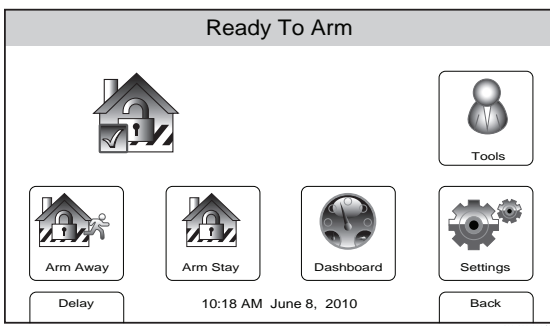 Ready To Arm
Tools
Arm Away
Arm Stay
Dashboard
Settings
Delay
10:18 AM June 8, 2010
Back